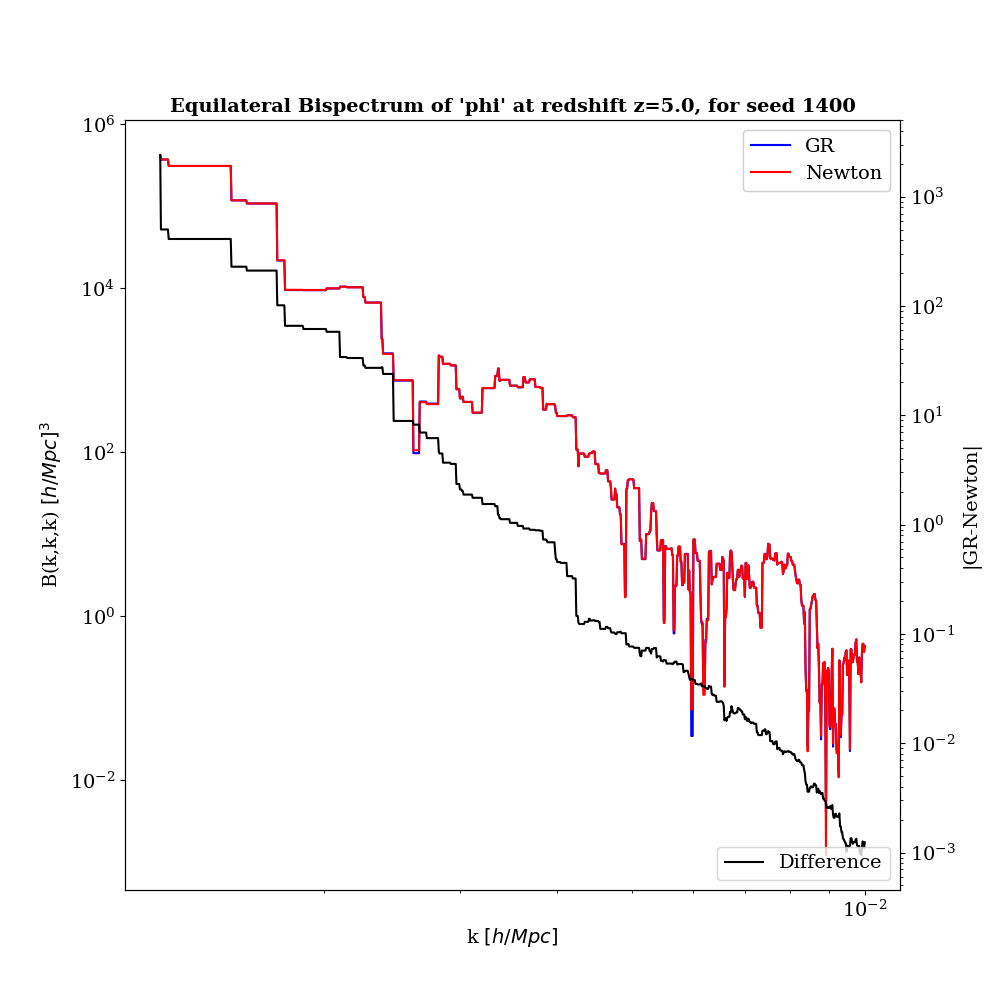 Equilateral Bispectrum of 'phi' at redshift z=5.0, for seed 1400
GR
Newton
10^6
10^4
10^2
10^0
10^-2
B(k,k,k) [h/Mpc]^3
10^3
10^2
10^1
10^0
10^-1
10^-2
10^-3
|GR-Newton|
Difference
10^-2
k [h/Mpc]